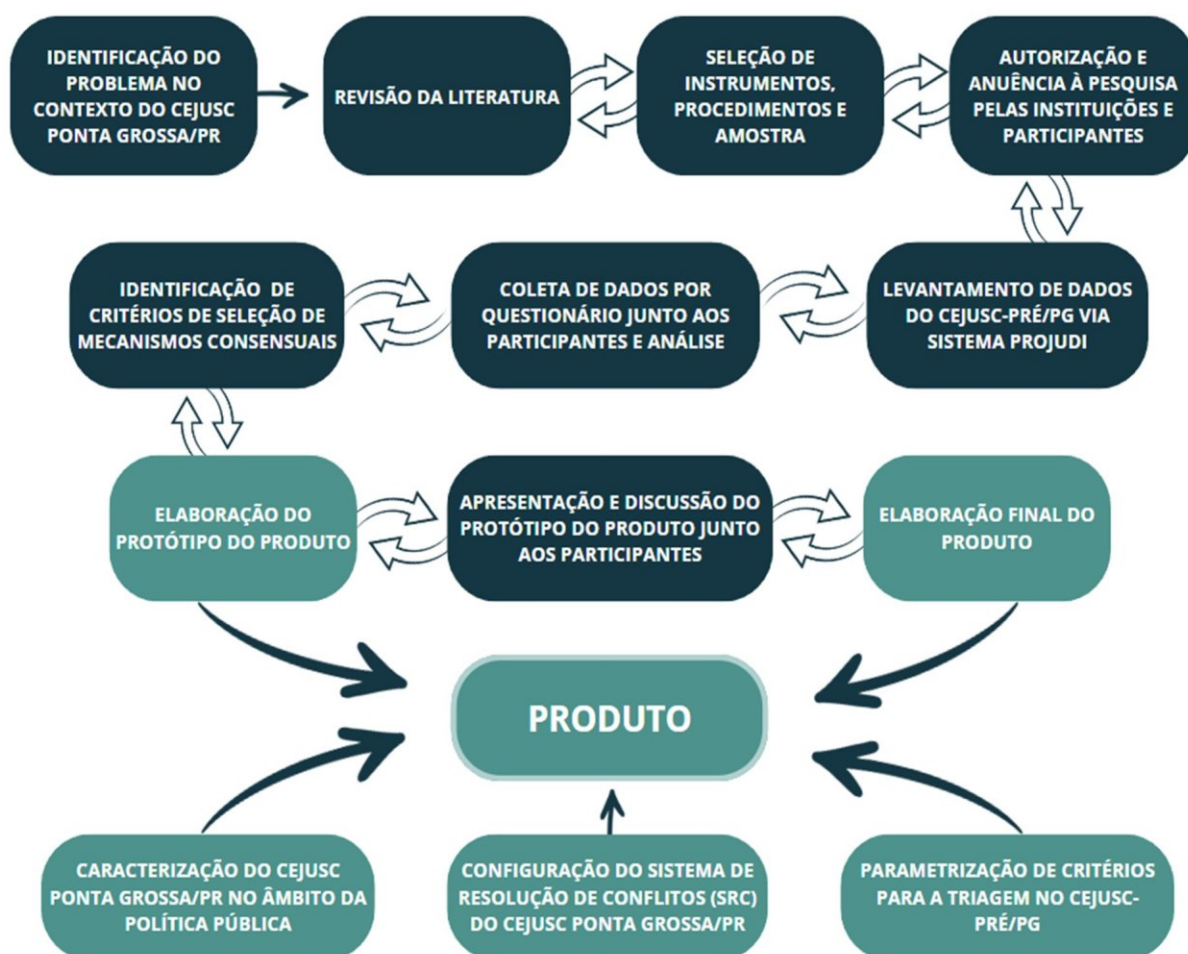 IDENTIFICAÇÃO DO
PROBLEMA NO
CONTEXTO DO CEJUSC
PONTA GROSSA/PR
REVISÃO DA LITERATURA
SELEÇÃO DE
INSTRUMENTOS,
PROCEDIMENTOS E
AMOSTRA
AUTORIZAÇÃO E
ANUÊNCIA À PESQUISA
PELAS INSTITUIÇÕES E
PARTICIPANTES
IDENTIFICAÇÃO DE
CRITÉRIOS DE SELEÇÃO DE
MECANISMOS CONSENSUAIS
COLETA DE DADOS POR
QUESTIONÁRIO JUNTO AOS
PARTICIPANTES E ANÁLISE
LEVANTAMENTO DE DADOS
DO CEJUSC-PRÉ/PG VIA
SISTEMA PROJUDI
ELABORAÇÃO DO
PROTÓTIPO DO PRODUTO
APRESENTAÇÃO E DISCUSSÃO DO
PROTÓTIPO DO PRODUTO JUNTO
AOS PARTICIPANTES
ELABORAÇÃO FINAL DO
PRODUTO
PRODUTO
CARACTERIZAÇÃO DO CEJUSC
PONTA GROSSA/PR NO ÂMBITO DA
POLÍTICA PÚBLICA
CONFIGURAÇÃO DO SISTEMA DE
RESOLUÇÃO DE CONFLITOS (SRC)
DO CEJUSC PONTA GROSSA/PR
PARAMETRIZAÇÃO DE CRITÉRIOS
PARA A TRIAGEM NO CEJUSC-
PRÉ/PG